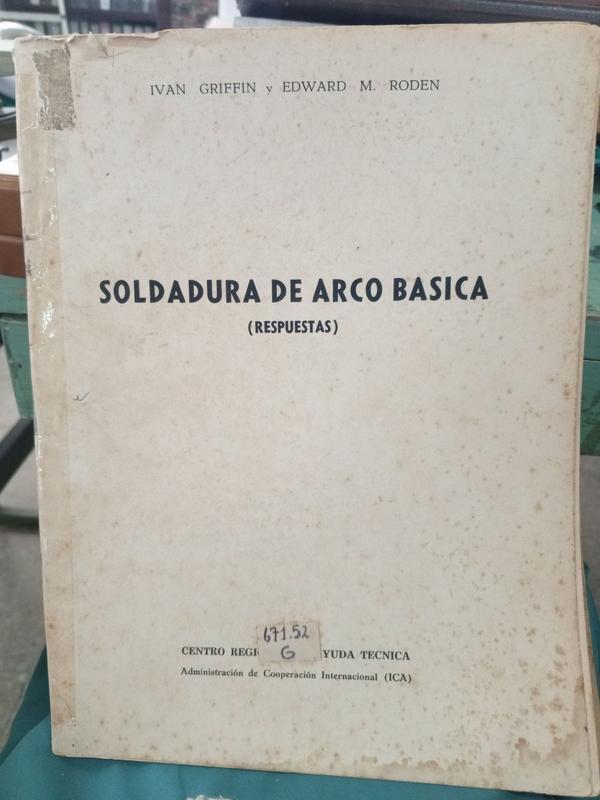 IVAN GRIFFIN y EDWARD M. RODEN
SOLDADURA DE ARCO BASICA
(RESPUESTAS)
671.52
G
CENTRO REGI YUDA TECNICA
Administración de Cooperación Internacional (ICA)